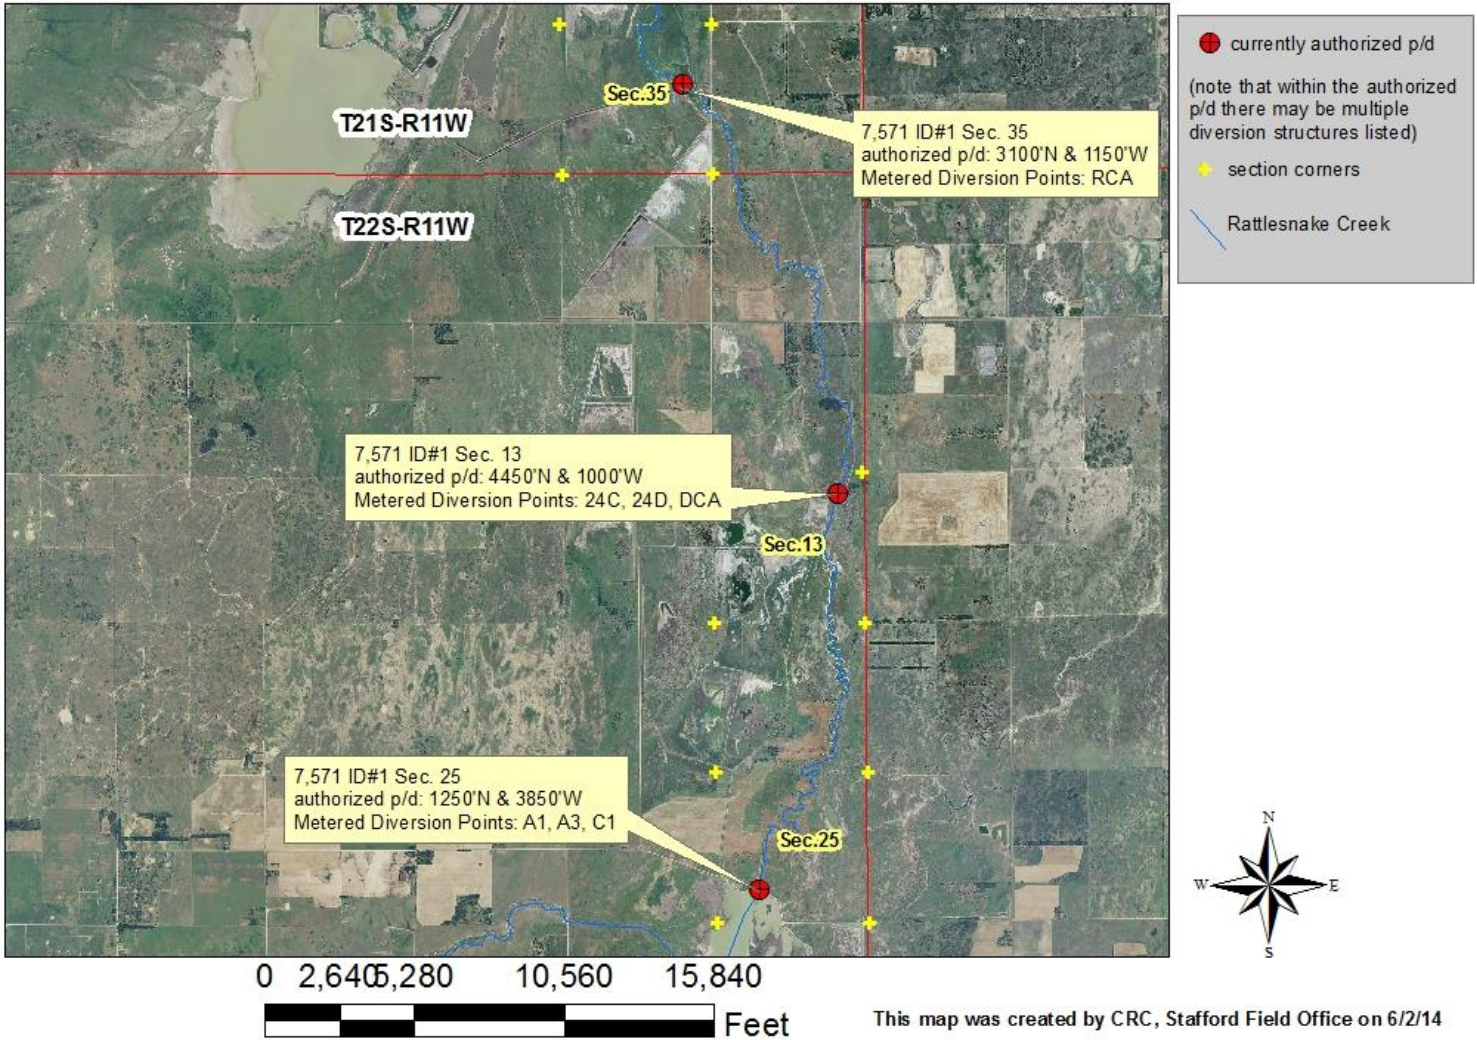 Sec.35
T21S-R11W
7,571 ID#1 Sec. 35
authorized p/d: 3100'N & 1150'W
Metered Diversion Points: RCA
T22S-R11W
7,571 ID#1 Sec. 13
authorized p/d: 4450'N & 1000'W
Metered Diversion Points: 24C, 24D, DCA
Sec.13
7,571 ID#1 Sec. 25
authorized p/d: 1250'N & 3850'W
Metered Diversion Points: A1, A3, C1
Sec.25
currently authorized p/d
(note that within the authorized
p/d there may be multiple
diversion structures listed)
section corners
Rattlesnake Creek
N
W E
S
0 2,640 5,280 10,560 15,840
Feet
This map was created by CRC, Stafford Field Office on 6/2/14